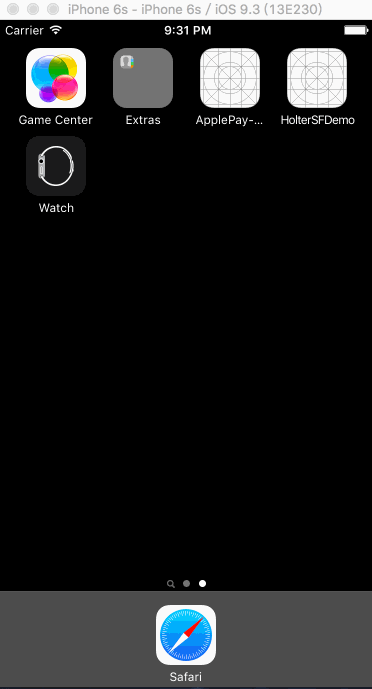 iPhone 6s - iPhone 6s / iOS 9.3 (13E230)
Carrier 9:31 PM
Game Center Extras ApplePay-... HolterSFDemo
Watch
Safari